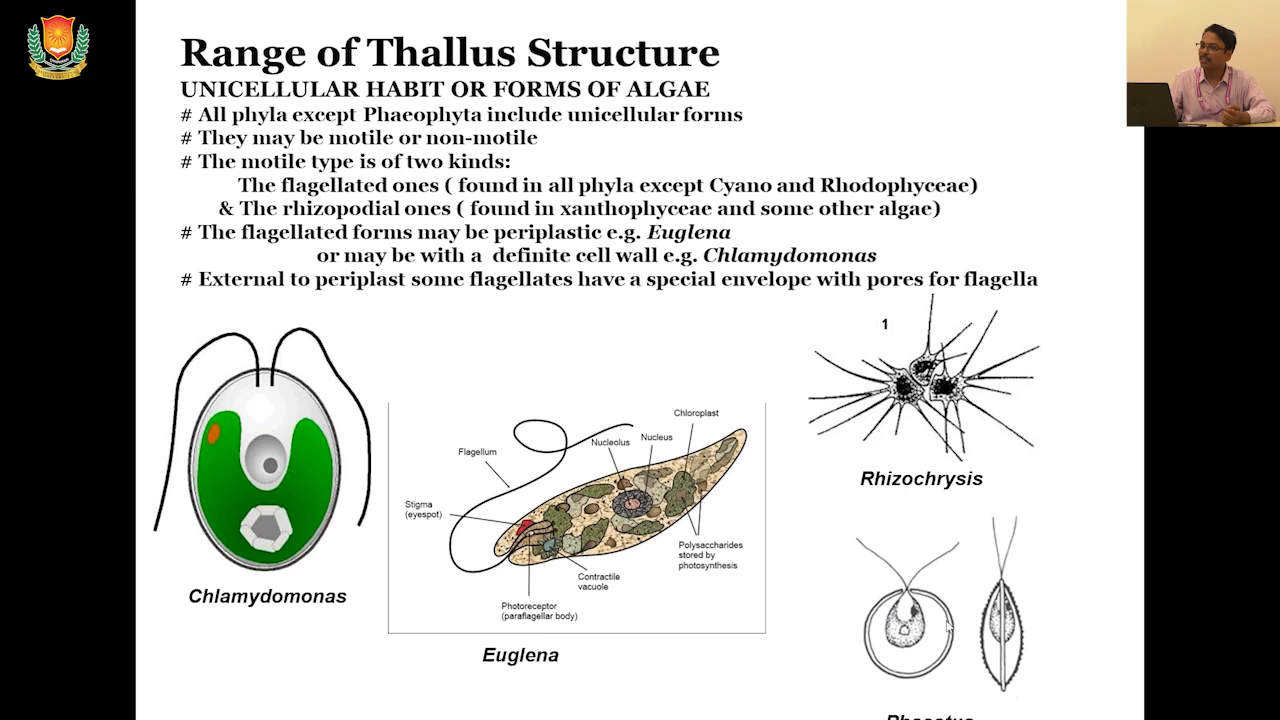 Range of Thallus Structure
UNICELLULAR HABIT OR FORMS OF ALGAE
# All phyla except Phaeophyta include unicellular forms
# They may be motile or non-motile
# The motile type is of two kinds:
The flagellated ones ( found in all phyla except Cyano and Rhodophyceae)
& The rhizopodial ones ( found in xanthophyceae and some other algae)
# The flagellated forms may be periplastic e.g. Euglena
or may be with a definite cell wall e.g. Chlamydomonas
# External to periplast some flagellates have a special envelope with pores for flagella
1
Chloroplast
Nucleolus
Nucleus
Flagellum
Stigma
(eyespot)
Polysaccharides
stored by
photosynthesis
Contractile
vacuole
Photoreceptor
(paraflagellar body)
Rhizochrysis
Chlamydomonas
Euglena